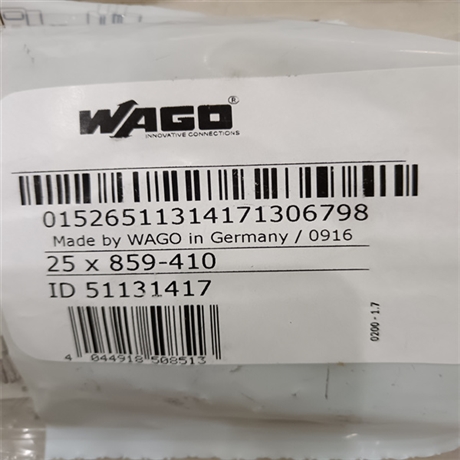 WAGO®
INNOVATIVE CONNECTIONS
01526511314171306798
Made by WAGO in Germany / 0916
25 x 859-410
ID 51131417
4 044918 508513
0200 - 1.7